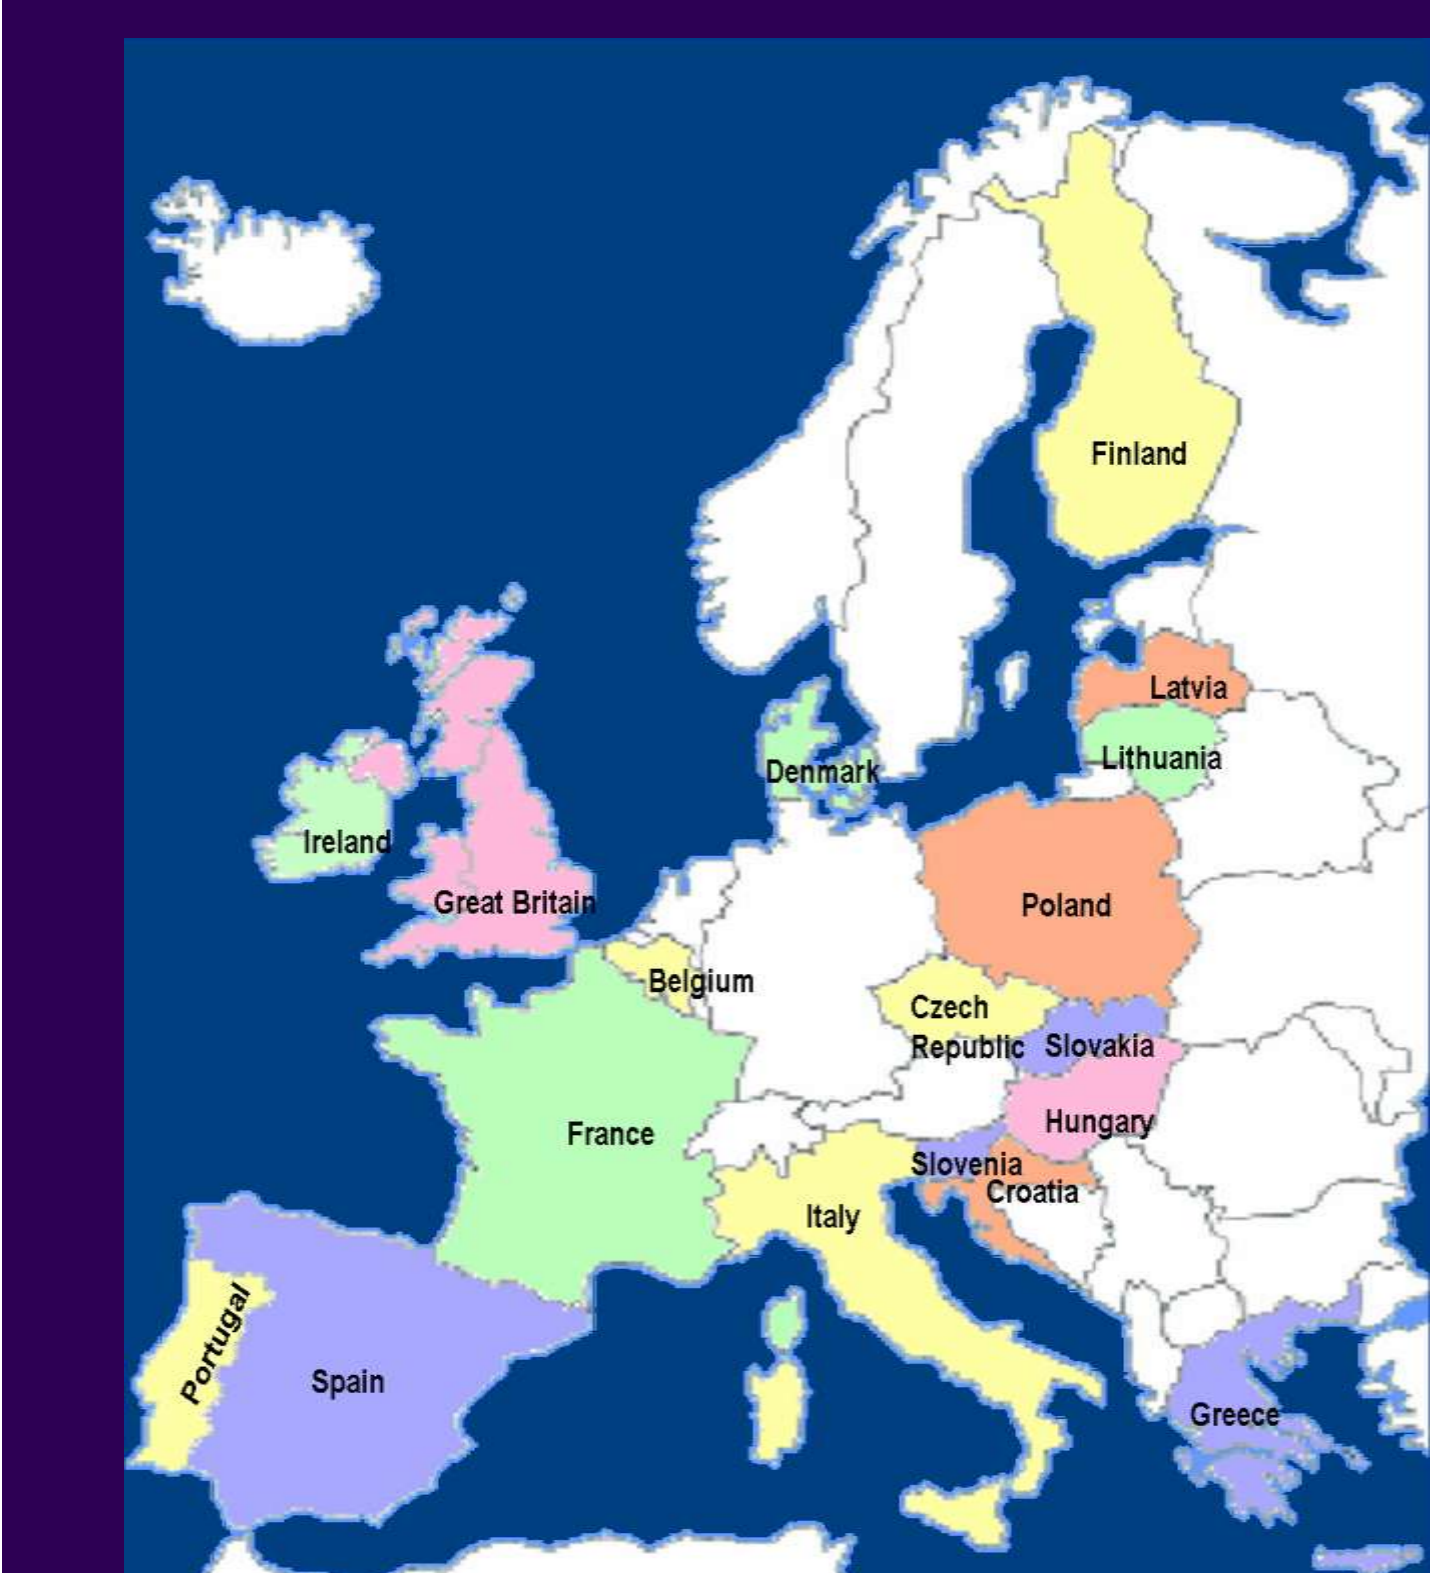 Finland
Latvia
Lithuania
Denmark
Ireland
Great Britain
Poland
Belgium
Czech
Republic
Slovakia
Hungary
France
Slovenia
Croatia
Italy
Portugal
Spain
Greece